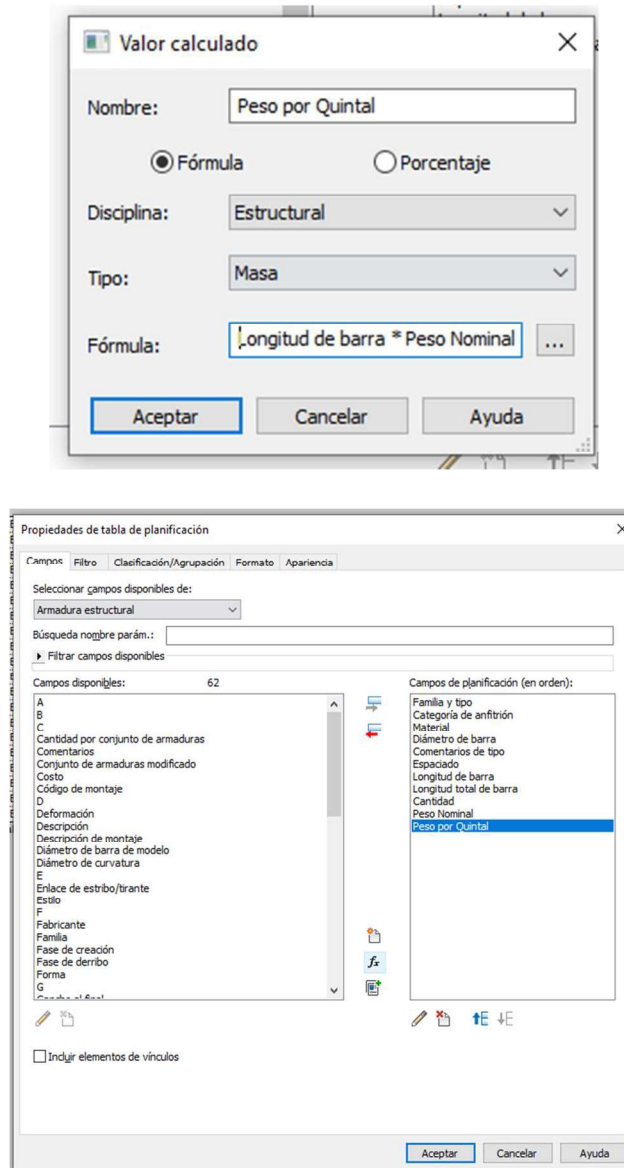 Valor calculado
Nombre:
Peso por Quintal
Fórmula
Porcentaje
Disciplina:
Estructural
Tipo:
Masa
Fórmula:
Longitud de barra * Peso Nominal
...
Aceptar
Cancelar
Ayuda
Propiedades de tabla de planificación
Campos
Filtro
Clasificación/Agrupación
Formato
Apariencia
Seleccionar campos disponibles de:
Armadura estructural
Búsqueda nombre parám.:
Filtrar campos disponibles
Campos disponibles:
62
A
B
C
Cantidad por conjunto de armaduras
Comentarios
Conjunto de armaduras modificado
Costo
Código de montaje
D
Deformación
Descripción
Descripción de montaje
Diámetro de barra de modelo
Diámetro de curvatura
E
Enlace de estribo/tirante
Estilo
F
Fabricante
Familia
Fase de creación
Fase de derribo
Forma
G
fx
Campos de planificación (en orden):
Familia y tipo
Categoría de anfitrión
Material
Diámetro de barra
Comentarios de tipo
Espaciado
Longitud de barra
Longitud total de barra
Cantidad
Peso Nominal
Peso por Quintal
Incluir elementos de vínculos
Aceptar
Cancelar
Ayuda